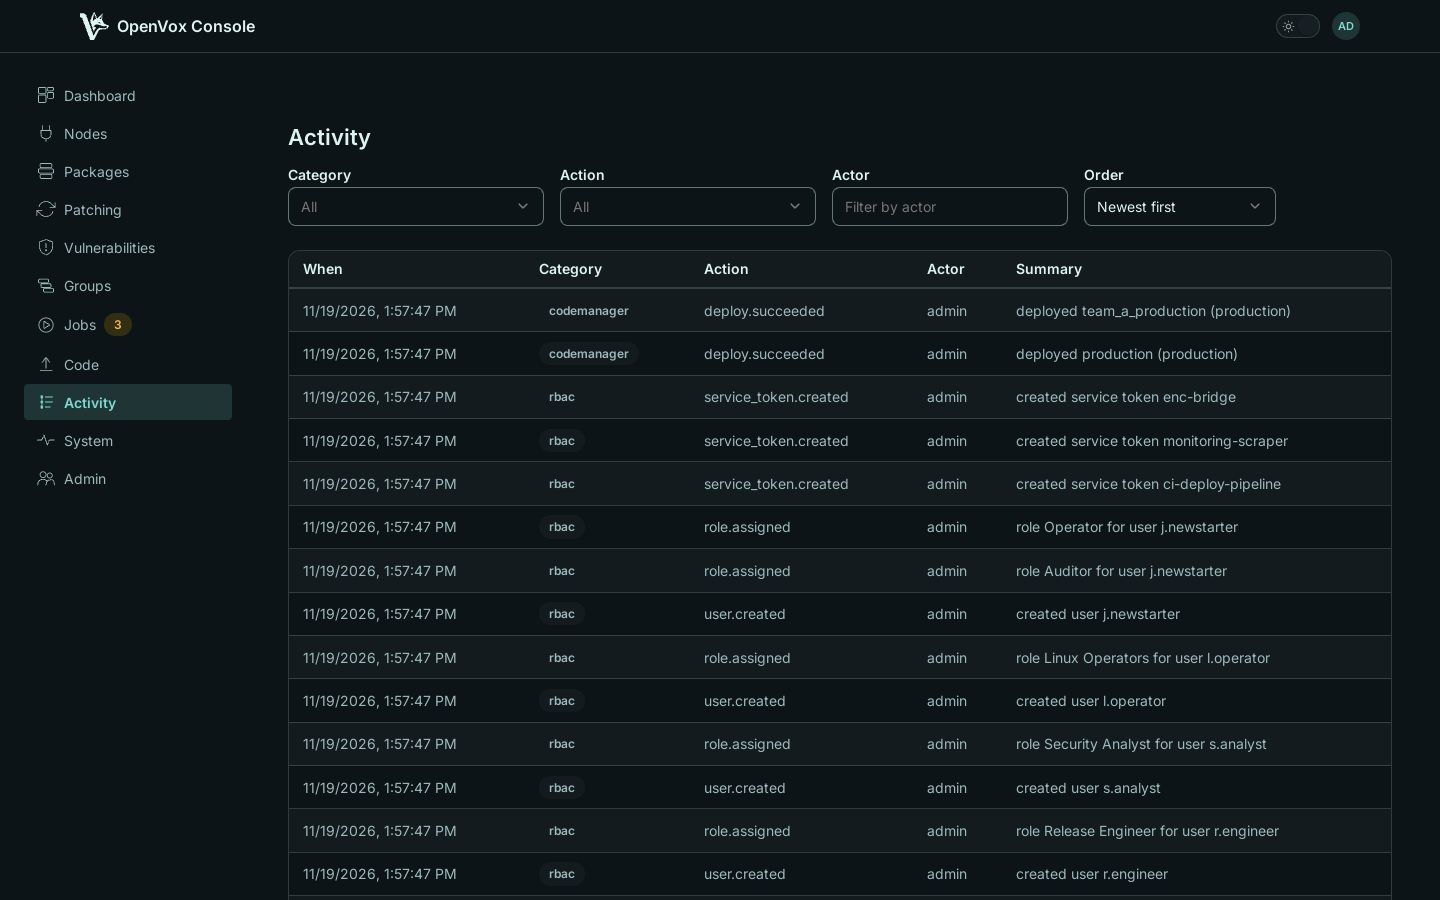 OpenVox Console
AD
Dashboard
Nodes
Packages
Patching
Vulnerabilities
Groups
Jobs 3
Code
Activity
System
Admin
Activity
Category Action Actor Order
All All Filter by actor Newest first
When Category Action Actor Summary
11/19/2026, 1:57:47 PM codemanager deploy.succeeded admin deployed team_a_production (production)
11/19/2026, 1:57:47 PM codemanager deploy.succeeded admin deployed production (production)
11/19/2026, 1:57:47 PM rbac service_token.created admin created service token enc-bridge
11/19/2026, 1:57:47 PM rbac service_token.created admin created service token monitoring-scraper
11/19/2026, 1:57:47 PM rbac service_token.created admin created service token ci-deploy-pipeline
11/19/2026, 1:57:47 PM rbac role.assigned admin role Operator for user j.newstarter
11/19/2026, 1:57:47 PM rbac role.assigned admin role Auditor for user j.newstarter
11/19/2026, 1:57:47 PM rbac user.created admin created user j.newstarter
11/19/2026, 1:57:47 PM rbac role.assigned admin role Linux Operators for user l.operator
11/19/2026, 1:57:47 PM rbac user.created admin created user l.operator
11/19/2026, 1:57:47 PM rbac role.assigned admin role Security Analyst for user s.analyst
11/19/2026, 1:57:47 PM rbac user.created admin created user s.analyst
11/19/2026, 1:57:47 PM rbac role.assigned admin role Release Engineer for user r.engineer
11/19/2026, 1:57:47 PM rbac user.created admin created user r.engineer